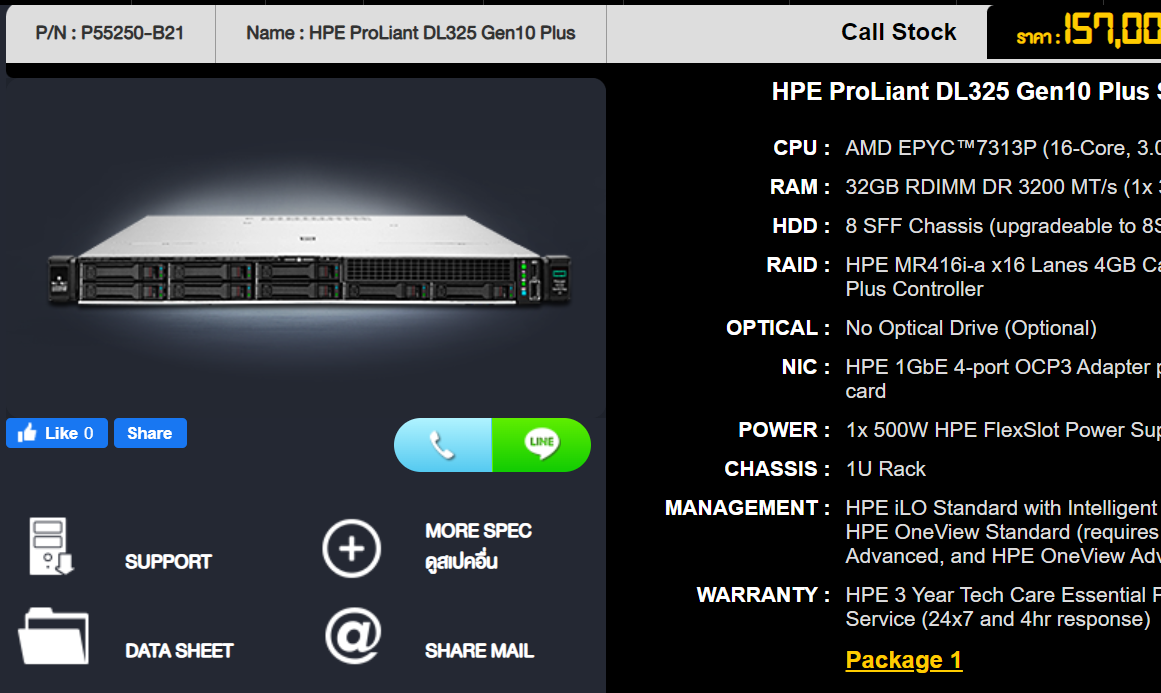 P/N : P55250-B21
Name : HPE ProLiant DL325 Gen10 Plus
Call Stock
ราคา : 157,00
HPE ProLiant DL325 Gen10 Plus
CPU : AMD EPYC™7313P (16-Core, 3.0
RAM : 32GB RDIMM DR 3200 MT/s (1x
HDD : 8 SFF Chassis (upgradeable to 8S
RAID : HPE MR416i-a x16 Lanes 4GB Ca
Plus Controller
OPTICAL : No Optical Drive (Optional)
NIC : HPE 1GbE 4-port OCP3 Adapter p
card
POWER : 1x 500W HPE FlexSlot Power Sup
CHASSIS : 1U Rack
MANAGEMENT : HPE iLO Standard with Intelligent
HPE OneView Standard (requires
Advanced, and HPE OneView Adv
WARRANTY : HPE 3 Year Tech Care Essential
Service (24x7 and 4hr response)
Package 1
Like 0
Share
LINE
SUPPORT
MORE SPEC
ดูสเปคอื่น
DATA SHEET
SHARE MAIL